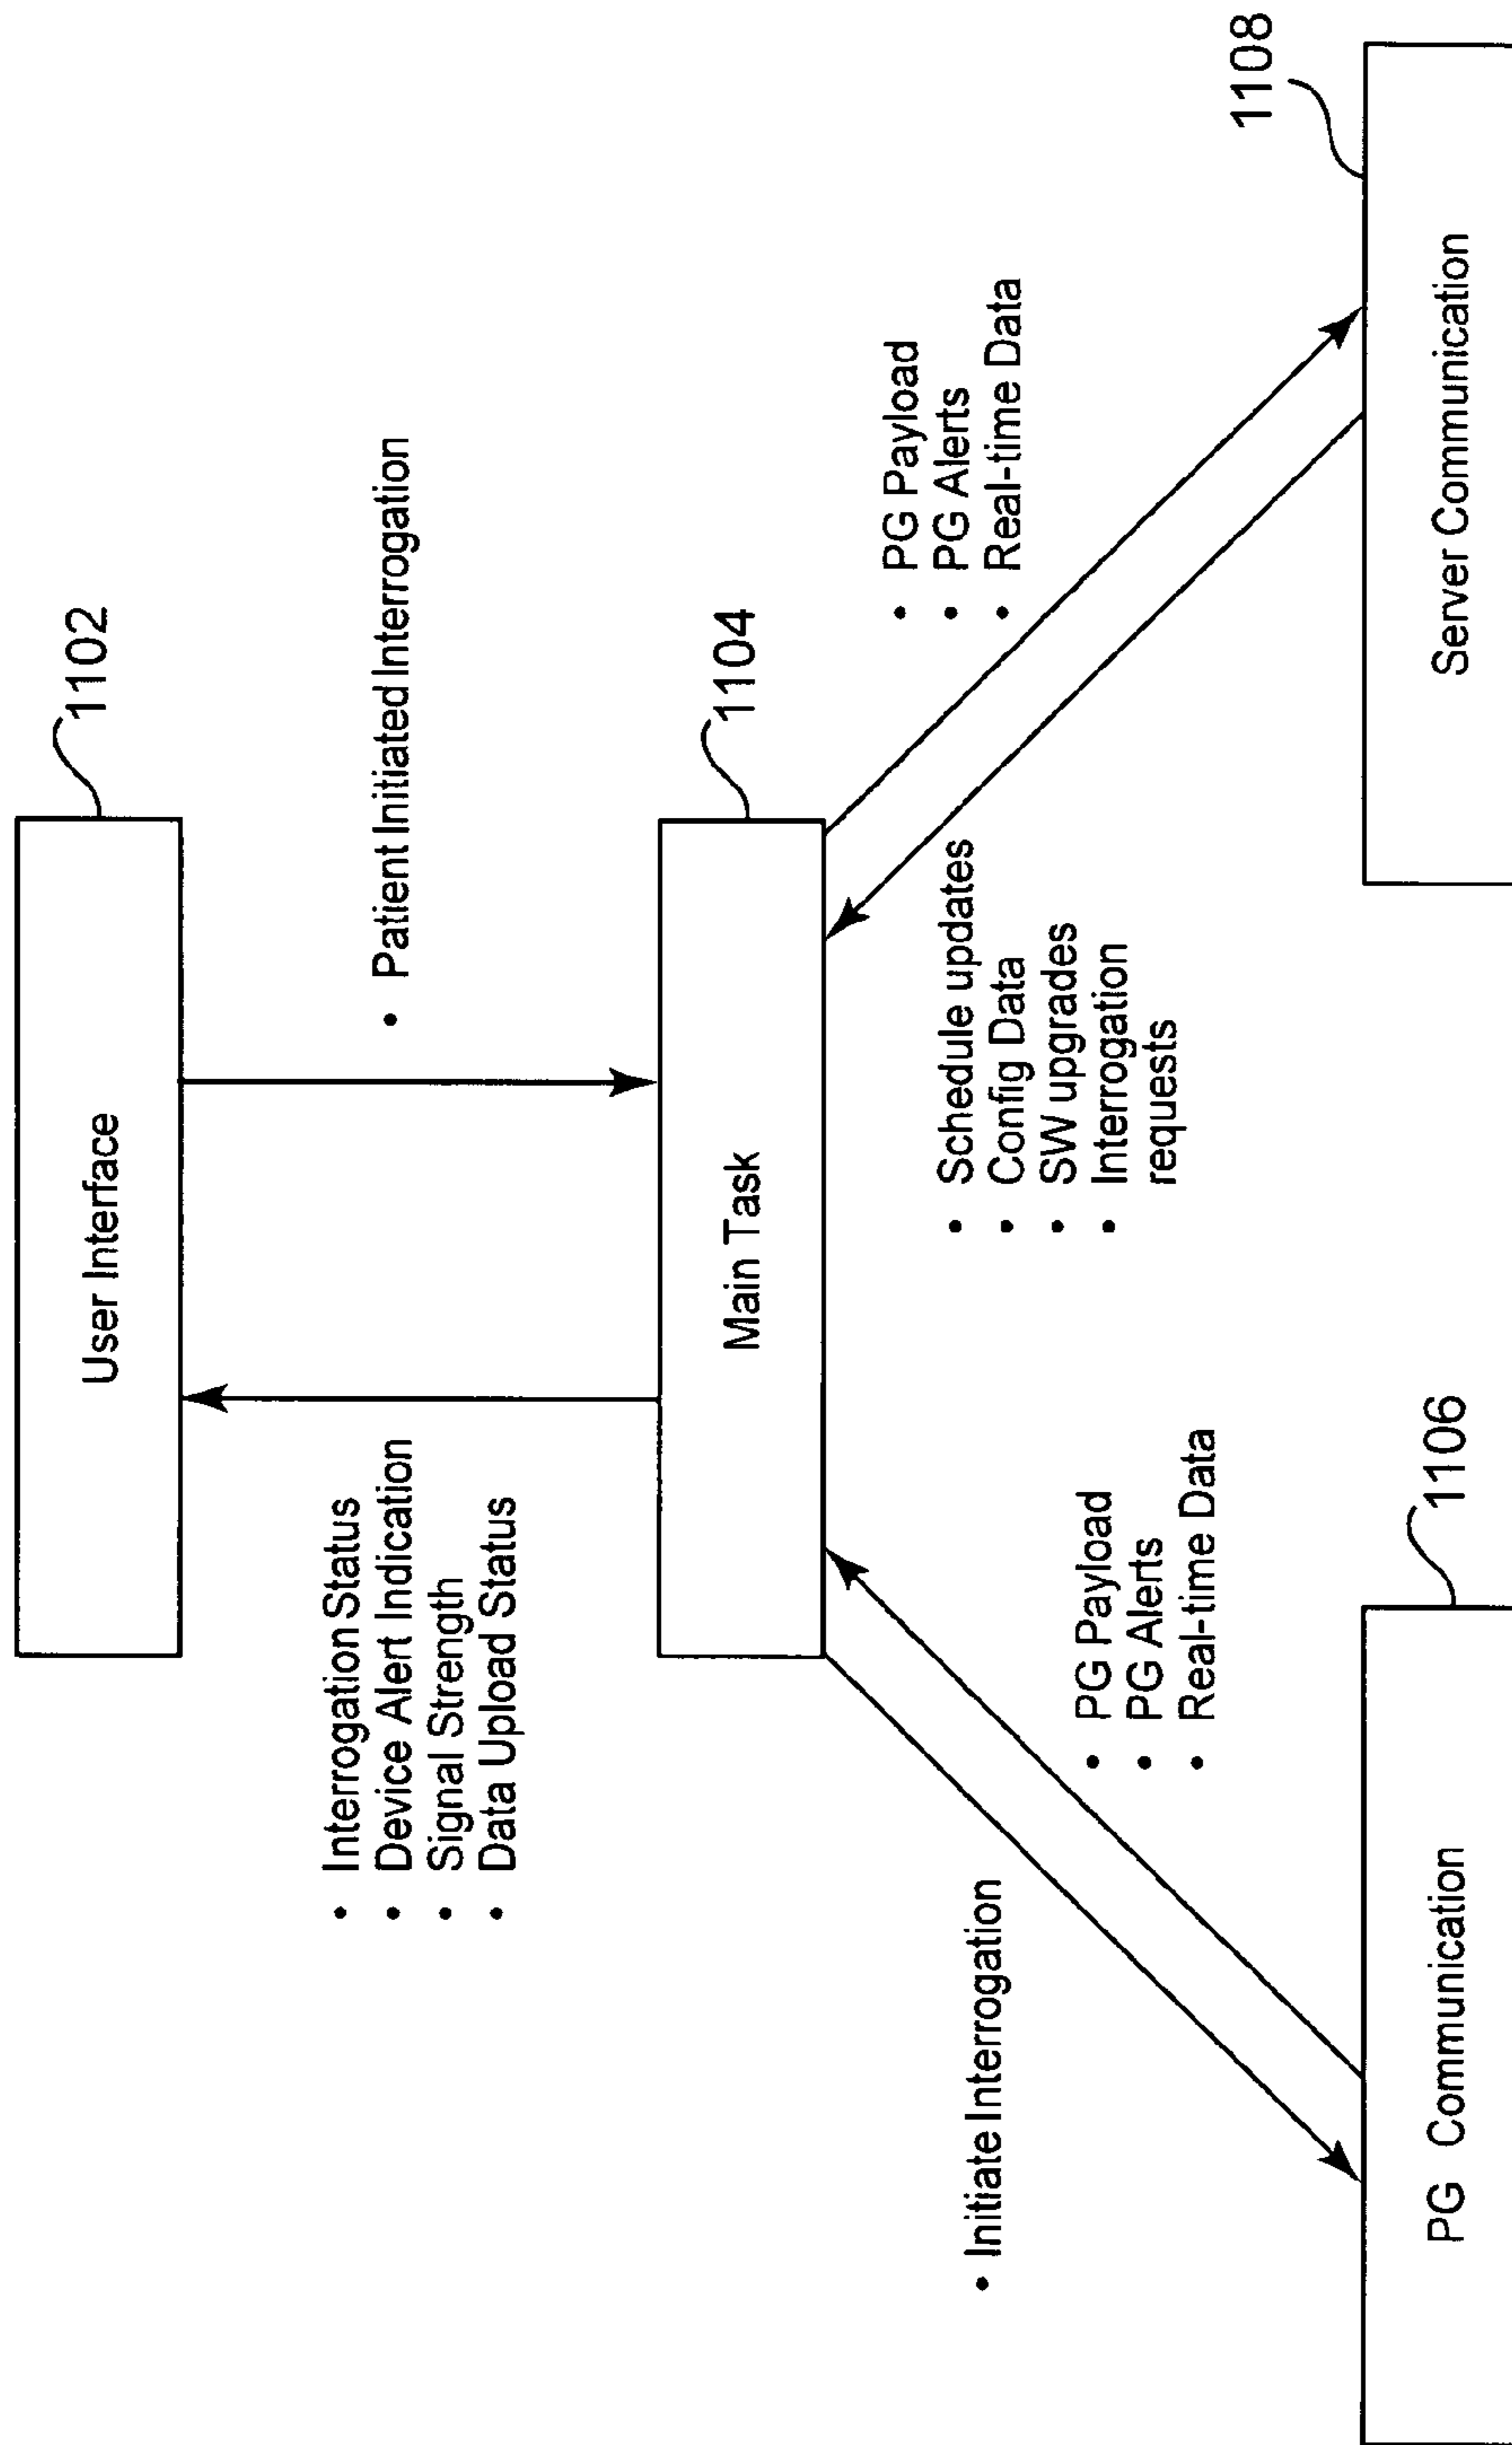 User Interface
1102
• Interrogation Status
• Device Alert Indication
• Signal Strength
• Data Upload Status
• Patient Initiated Interrogation
Main Task
1104
• Initiate Interrogation
• PG Payload
• PG Alerts
• Real-time Data
• Schedule updates
• Config Data
• SW upgrades
• Interrogation
requests
• PG Payload
• PG Alerts
• Real-time Data
PG Communication
1106
Server Communication
1108